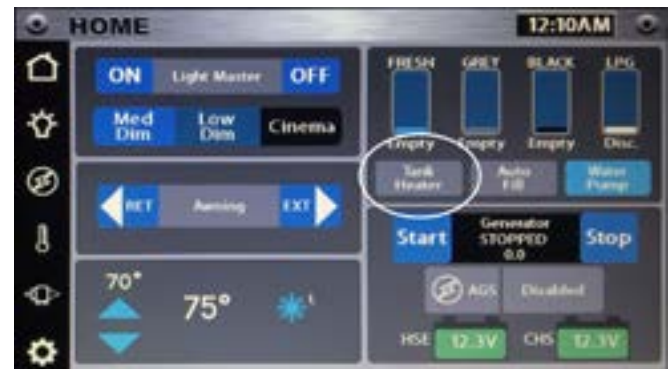 HOME
12:10AM
ON Light Master OFF
Med Dim
Low Dim
Cinema
RET Awning EXT
70°
75°
FRESH GREY BLACK LPG
Empty Empty Empty Disc.
Tank Heater
Auto Fill
Water Pump
Start
Generator
STOPPED
0.0
Stop
AGS Disabled
HSE 12.3V CHS 12.3V